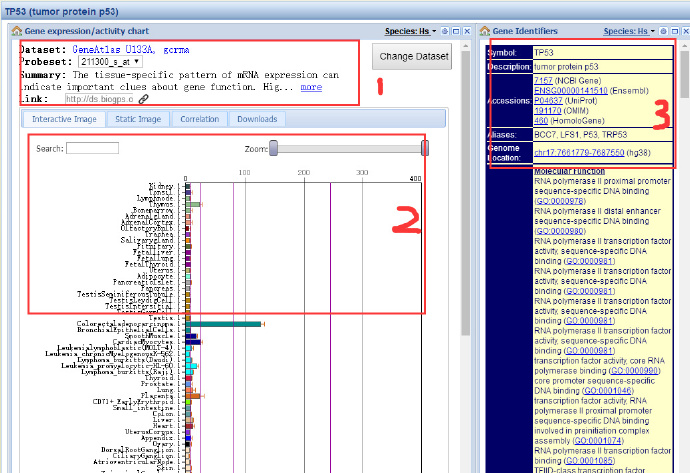 TP53 (tumor protein p53)
Gene expression/activity chart
Species: Hs
Dataset: GeneAtlas U133A, gcrma
Probeset: 211300_s_at
Change Dataset
Summary: The tissue-specific pattern of mRNA expression can
indicate important clues about gene function. Hig... more
Link: http://ds.biogps.o
1
Interactive Image
Static Image
Correlation
Downloads
Search:
Zoom:
0
100
200
300
400
2
Kidney
Tonsil
Lymphnode
Thymus
Bonemarrow
AdrenalGland
AdrenalCortex
Olfactorybulb
Trachea
Salivarygland
Pituitary
Fetalliver
Fetallung
FetalThyroid
Uterus
Adipocyte
PancreaticIslet
Pancreas
TestisSeminiferousTubule
TestisLeydigCell
TestisIntersitial
TestisGermCell
Testis
Colorectaladenocarcinoma
BronchialEpithelialCells
SmoothMuscle
CardiacMyocytes
Leukemialymphoblastic(MOLT-4)
Leukemia_chronicMyelogenousK-562
Lymphoma_burkitts(Daudi)
Leukemia_promyelocytic-HL-60
Lymphoma_burkitts(Raji)
Thyroid
Prostate
Lung
Placenta
CD71+_EarlyErythroid
Small_intestine
Colon
Liver
Heart
UterusCorpus
Appendix
Ovary
DorsalRootGanglion
CiliaryGanglion
AtrioventricularNode
Skin
Gene Identifiers
Species: Hs
Symbol: TP53
Description: tumor protein p53
Accessions:
7157 (NCBI Gene)
ENSG00000141510 (Ensembl)
P04637 (UniProt)
191170 (OMIM)
460 (HomoloGene)
3
Aliases: BCC7, LFS1, P53, TRP53
Genome
Location: chr17:7661779-7687550 (hg38)
Molecular Function
RNA polymerase II proximal promoter
sequence-specific DNA binding
(GO:0000978)
RNA polymerase II distal enhancer
sequence-specific DNA binding
(GO:0000980)
RNA polymerase II transcription factor
activity, sequence-specific DNA
binding (GO:0000981)
RNA polymerase II transcription factor
activity, sequence-specific DNA
binding (GO:0000981)
RNA polymerase II transcription factor
activity, sequence-specific DNA
binding (GO:0000981)
RNA polymerase II transcription factor
activity, sequence-specific DNA
binding (GO:0000981)
transcription factor activity, core RNA
polymerase II binding (GO:0000990)
core promoter sequence-specific
DNA binding (GO:0001046)
transcription factor activity, RNA
polymerase II proximal promoter
sequence-specific DNA binding
involved in preinitiation complex
assembly (GO:0001074)
RNA polymerase II transcription factor
binding (GO:0001085)
TFIID-class transcription factor